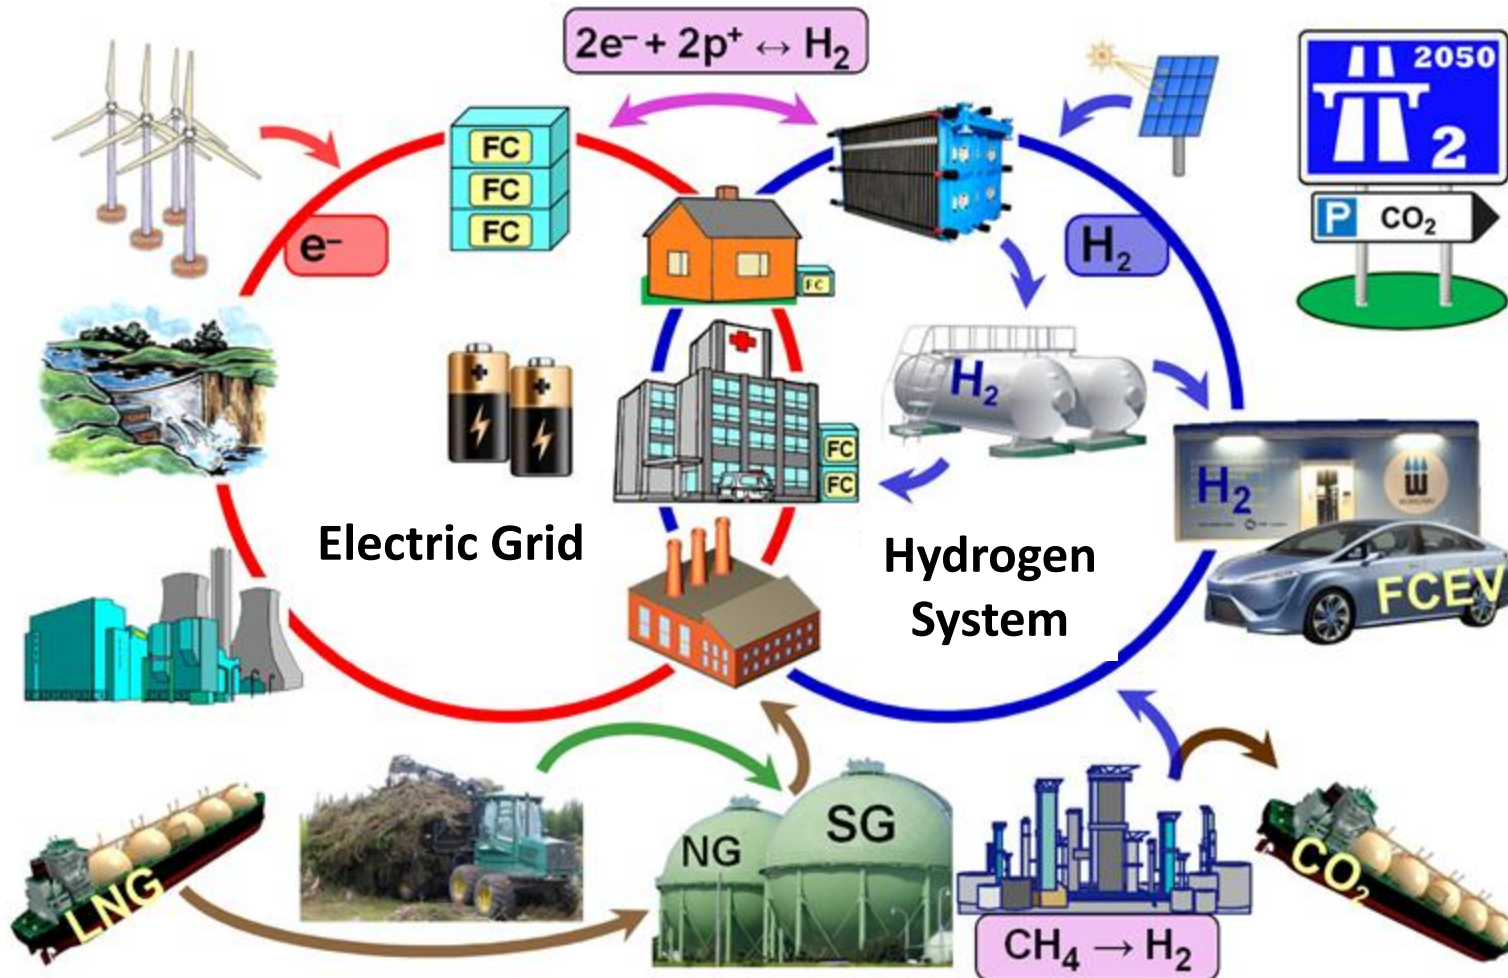 2e⁻ + 2p⁺ ↔ H₂
2050
2
P CO₂
FC
FC
FC
e⁻
H₂
FC
H₂
FC
FC
H₂
Electric Grid
Hydrogen
System
FCEV
LNG
NG
SG
CO₂
CH₄ → H₂